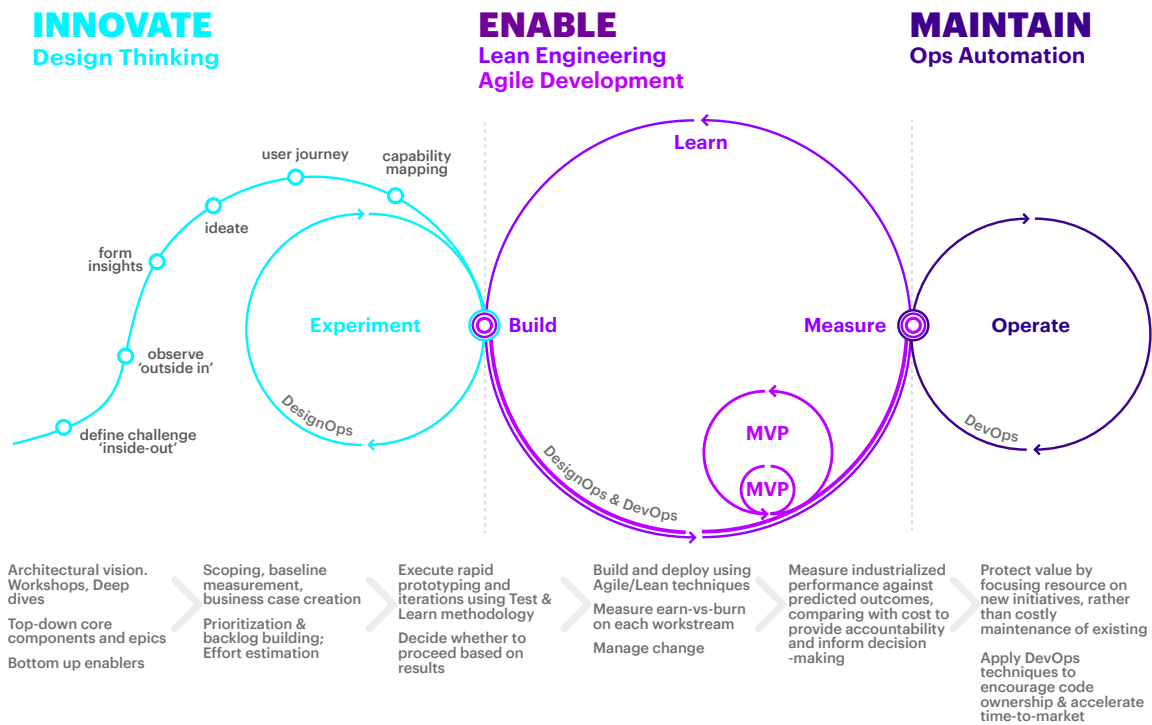 INNOVATE
Design Thinking
ENABLE
Lean Engineering
Agile Development
MAINTAIN
Ops Automation
Learn
user journey
capability
mapping
ideate
form
insights
observe
‘outside in’
define challenge
‘inside-out’
Experiment
DesignOps
Build
Measure
MVP
MVP
DesignOps & DevOps
Operate
DevOps
Architectural vision.
Workshops, Deep
dives
Top-down core
components and epics
Bottom up enablers
Scoping, baseline
measurement,
business case creation
Prioritization &
backlog building;
Effort estimation
Execute rapid
prototyping and
iterations using Test &
Learn methodology
Decide whether to
proceed based on
results
Build and deploy using
Agile/Lean techniques
Measure earn-vs-burn
on each workstream
Manage change
Measure industrialized
performance against
predicted outcomes,
comparing with cost to
provide accountability
and inform decision
-making
Protect value by
focusing resource on
new initiatives, rather
than costly
maintenance of existing
Apply DevOps
techniques to
encourage code
ownership & accelerate
time-to-market